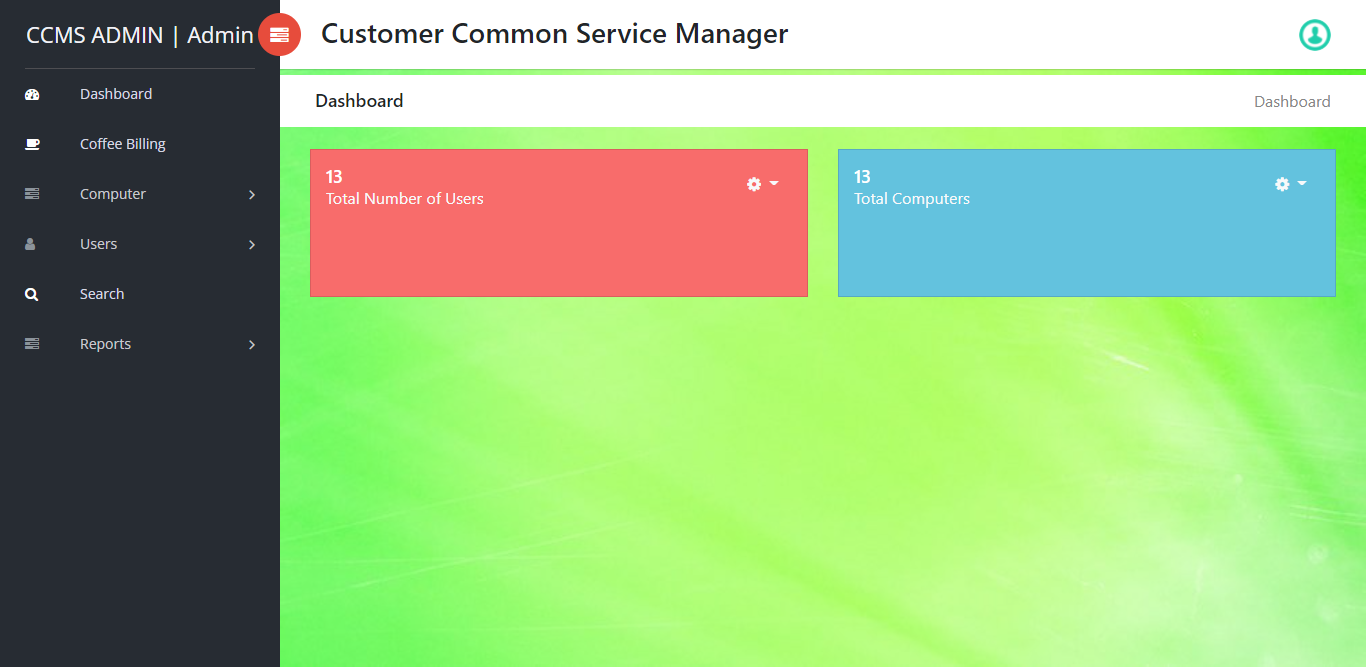 CCMS ADMIN | Admin
Customer Common Service Manager
Dashboard
Coffee Billing
Computer
Users
Search
Reports
Dashboard
Dashboard
13
Total Number of Users
13
Total Computers